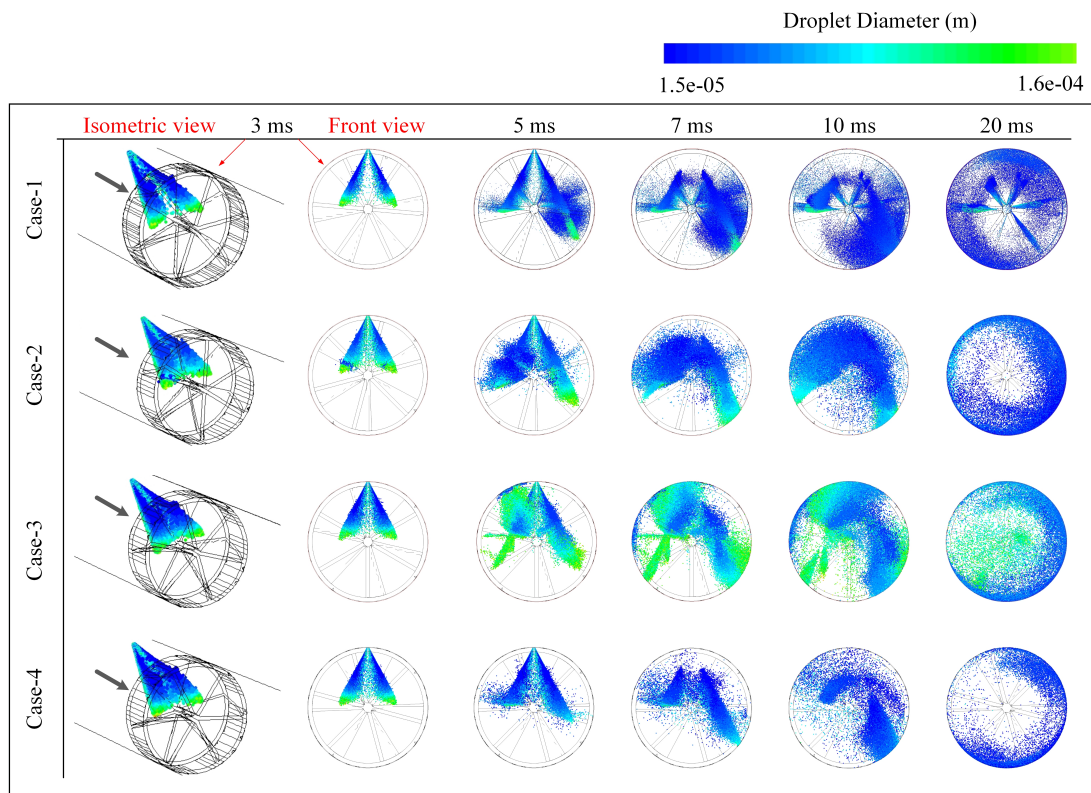 Droplet Diameter (m)
1.5e-05 1.6e-04
Isometric view 3 ms Front view 5 ms 7 ms 10 ms 20 ms
Case-1
Case-2
Case-3
Case-4